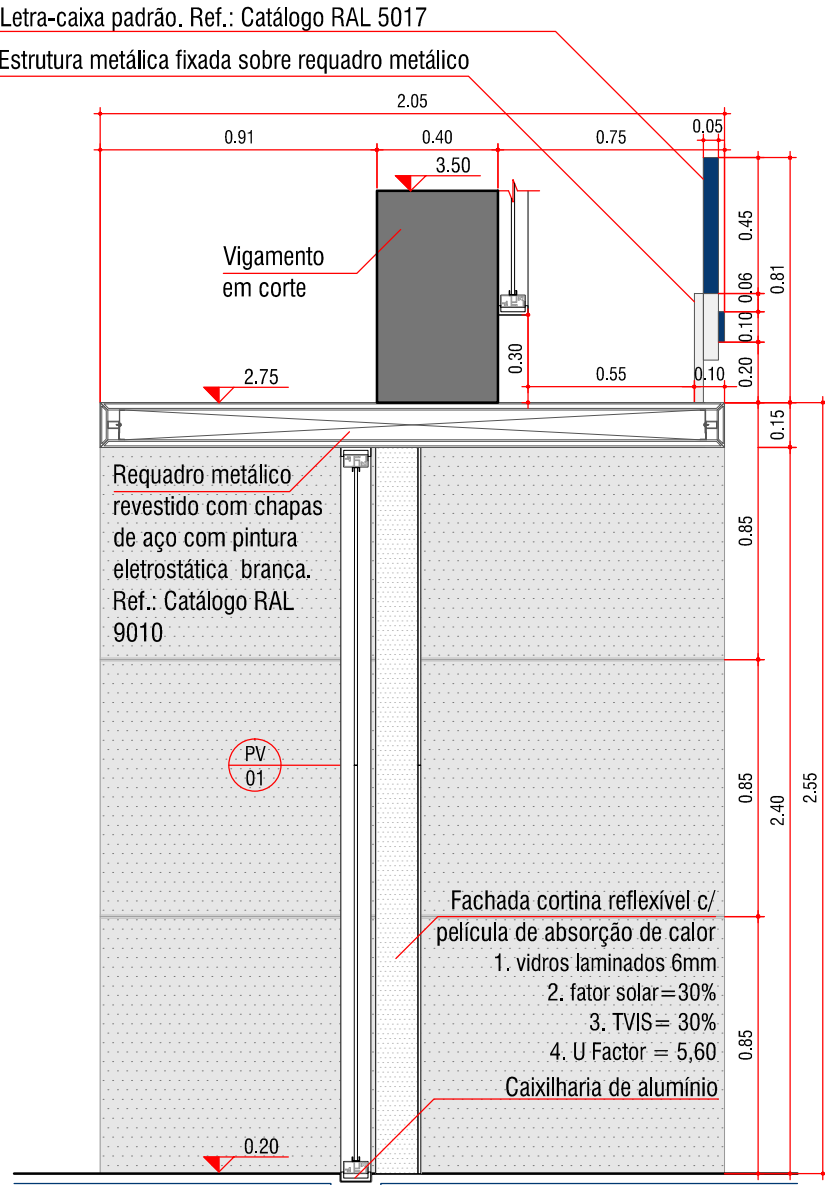 Letra-caixa padrão. Ref.: Catálogo RAL 5017
Estrutura metálica fixada sobre requadro metálico
2.05
0.91
0.40
0.75
0.05
3.50
Vigamento
em corte
0.45
0.06
0.81
0.10
0.20
0.30
0.55
0.10
2.75
0.15
Requadro metálico
revestido com chapas
de aço com pintura
eletrostática branca.
Ref.: Catálogo RAL
9010
0.85
PV
01
0.85
2.40
2.55
Fachada cortina reflexível c/
película de absorção de calor
1. vidros laminados 6mm
2. fator solar=30%
3. TVIS= 30%
4. U Factor = 5,60
0.85
Caixilharia de alumínio
0.20